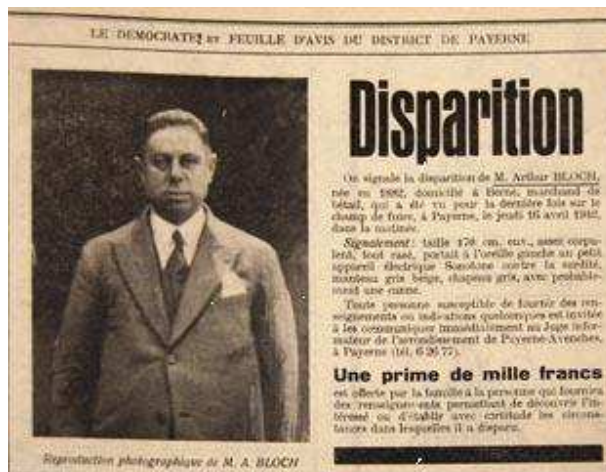 LE DEMOCRATE, ET FEUILLE D'AVIS DU DISTRICT DE PAYERNE
Disparition
On signale la disparition de M. Arthur BLOCH,
née en 1882, domicilié à Berne, marchand de
bétail, qui a été vu pour la dernière fois sur le
champ de foire, à Payerne, le jeudi 16 avril 1942,
dans la matinée.
Signalement : taille 170 cm. env., assez corpu-
lent, tout rasé, portait à l'oreille gauche un petit
appareil électrique Sonotone contre la surdité,
manteau gris beige, chapeau gris, avec probable-
ment une canne.
Toute personne susceptible de fournir des ren-
seignements ou indications quelconques est invitée
à les communiquer immédiatement au Juge infor-
mateur de l'arrondissement de Payerne-Avenches,
à Payerne (tél. 6 26 77).
Une prime de mille francs
est offerte par la famille à la personne qui fournira
des renseignements permettant de découvrir l'in-
téressé ou d'établir avec certitude les circons-
tances dans lesquelles il a disparu.
Reproduction photographique de M. A. BLOCH